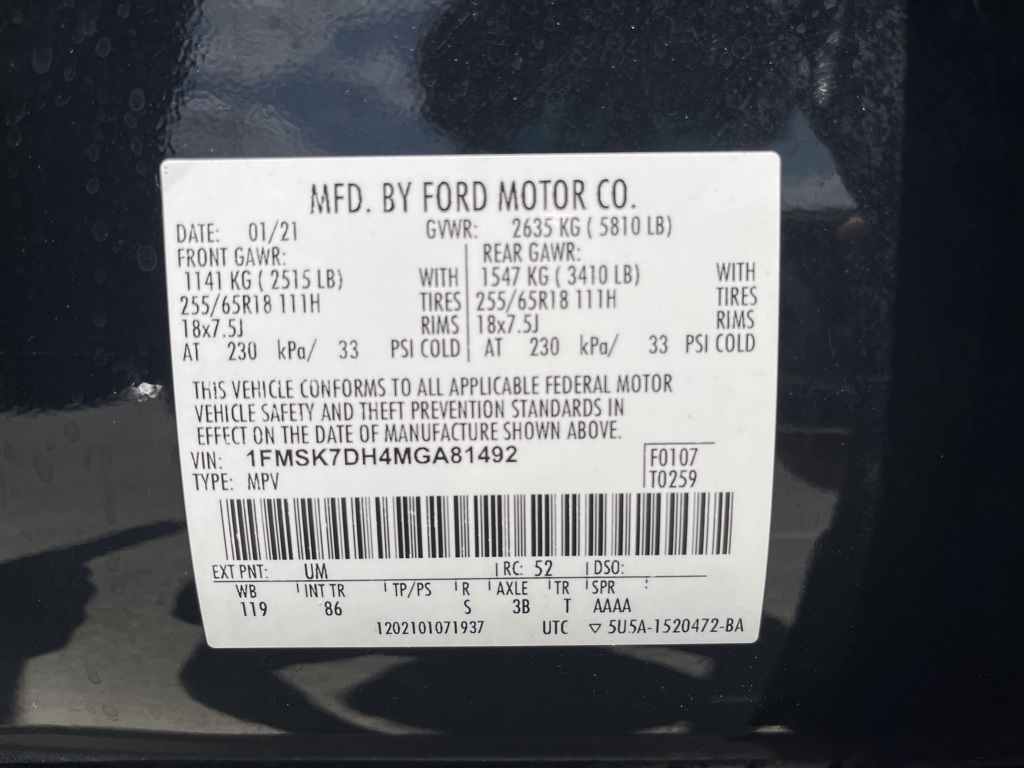 MFD. BY FORD MOTOR CO.
DATE: 01/21 GVWR: 2635 KG ( 5810 LB)
FRONT GAWR: REAR GAWR:
1141 KG ( 2515 LB) WITH 1547 KG ( 3410 LB) WITH
255/65R18 111H TIRES 255/65R18 111H TIRES
18x7.5J RIMS 18x7.5J RIMS
AT 230 kPa/ 33 PSI COLD AT 230 kPa/ 33 PSI COLD
THIS VEHICLE CONFORMS TO ALL APPLICABLE FEDERAL MOTOR
VEHICLE SAFETY AND THEFT PREVENTION STANDARDS IN
EFFECT ON THE DATE OF MANUFACTURE SHOWN ABOVE.
VIN: 1FMSK7DH4MGA81492 F0107
TYPE: MPV T0259
EXT PNT: UM RC: 52 DSO:
WB INT TR TP/PS R AXLE TR SPR
119 86 S 3B T AAAA
1202101071937 UTC ▽ 5U5A-1520472-BA